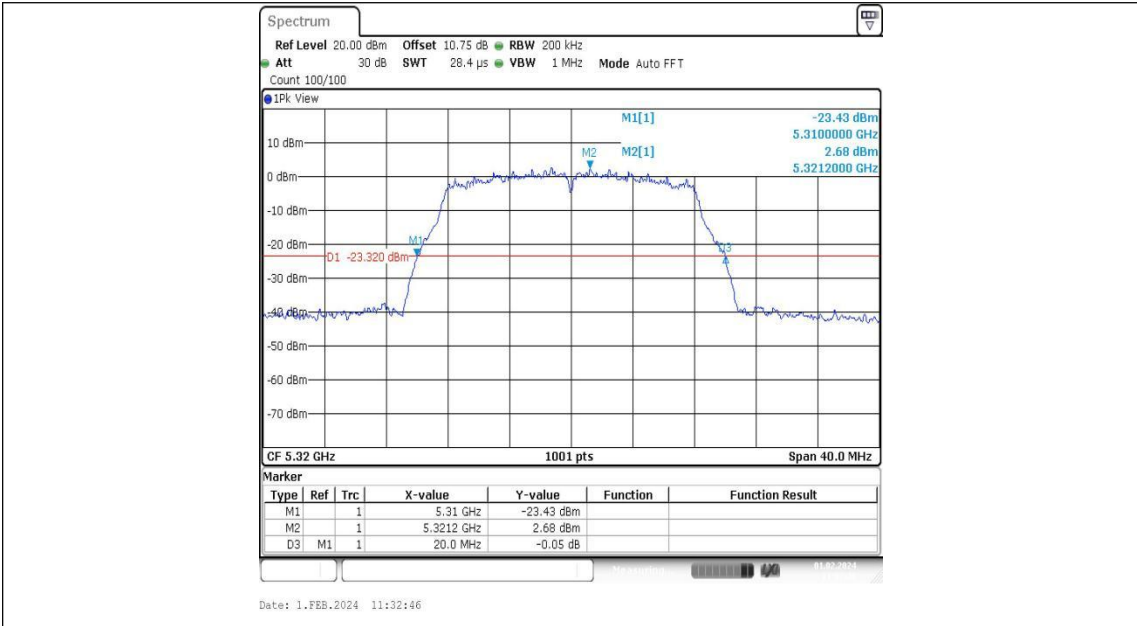 Spectrum
Ref Level 20.00 dBm Offset 10.75 dB RBW 200 kHz
Att 30 dB SWT 28.4 µs VBW 1 MHz Mode Auto FFT
Count 100/100
1Pk View
M1[1] -23.43 dBm
5.3100000 GHz
10 dBm
M2 M2[1] 2.68 dBm
5.3212000 GHz
0 dBm
-10 dBm
-20 dBm
M1
D3
D1 -23.320 dBm
-30 dBm
-40 dBm
-50 dBm
-60 dBm
-70 dBm
CF 5.32 GHz 1001 pts Span 40.0 MHz
Marker
Type Ref Trc X-value Y-value Function Function Result
M1 1 5.31 GHz -23.43 dBm
M2 1 5.3212 GHz 2.68 dBm
D3 M1 1 20.0 MHz -0.05 dB
Measuring 01.02.2024
Date: 1.FEB.2024 11:32:46